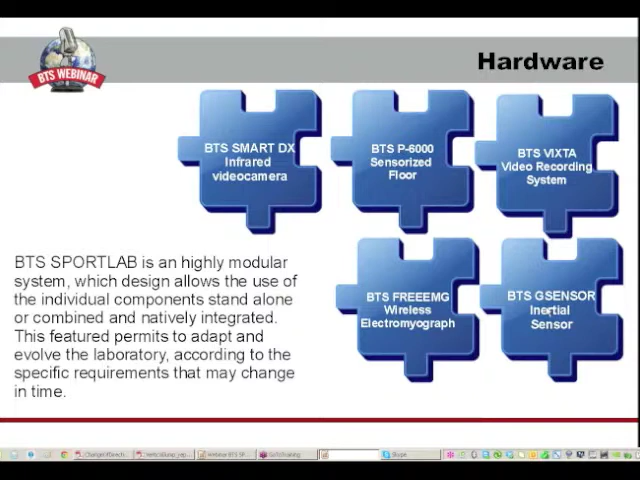 BTS WEBINAR
Hardware
BTS SMART DX
Infrared
videocamera
BTS P-6000
Sensorized
Floor
BTS VIXTA
Video Recording
System
BTS FREEEMG
Wireless
Electromyograph
BTS GSENSOR
Inertial
Sensor
BTS SPORTLAB is an highly modular
system, which design allows the use of
the individual components stand alone
or combined and natively integrated.
This featured permits to adapt and
evolve the laboratory, according to the
specific requirements that may change
in time.
GoToTraining
Skype